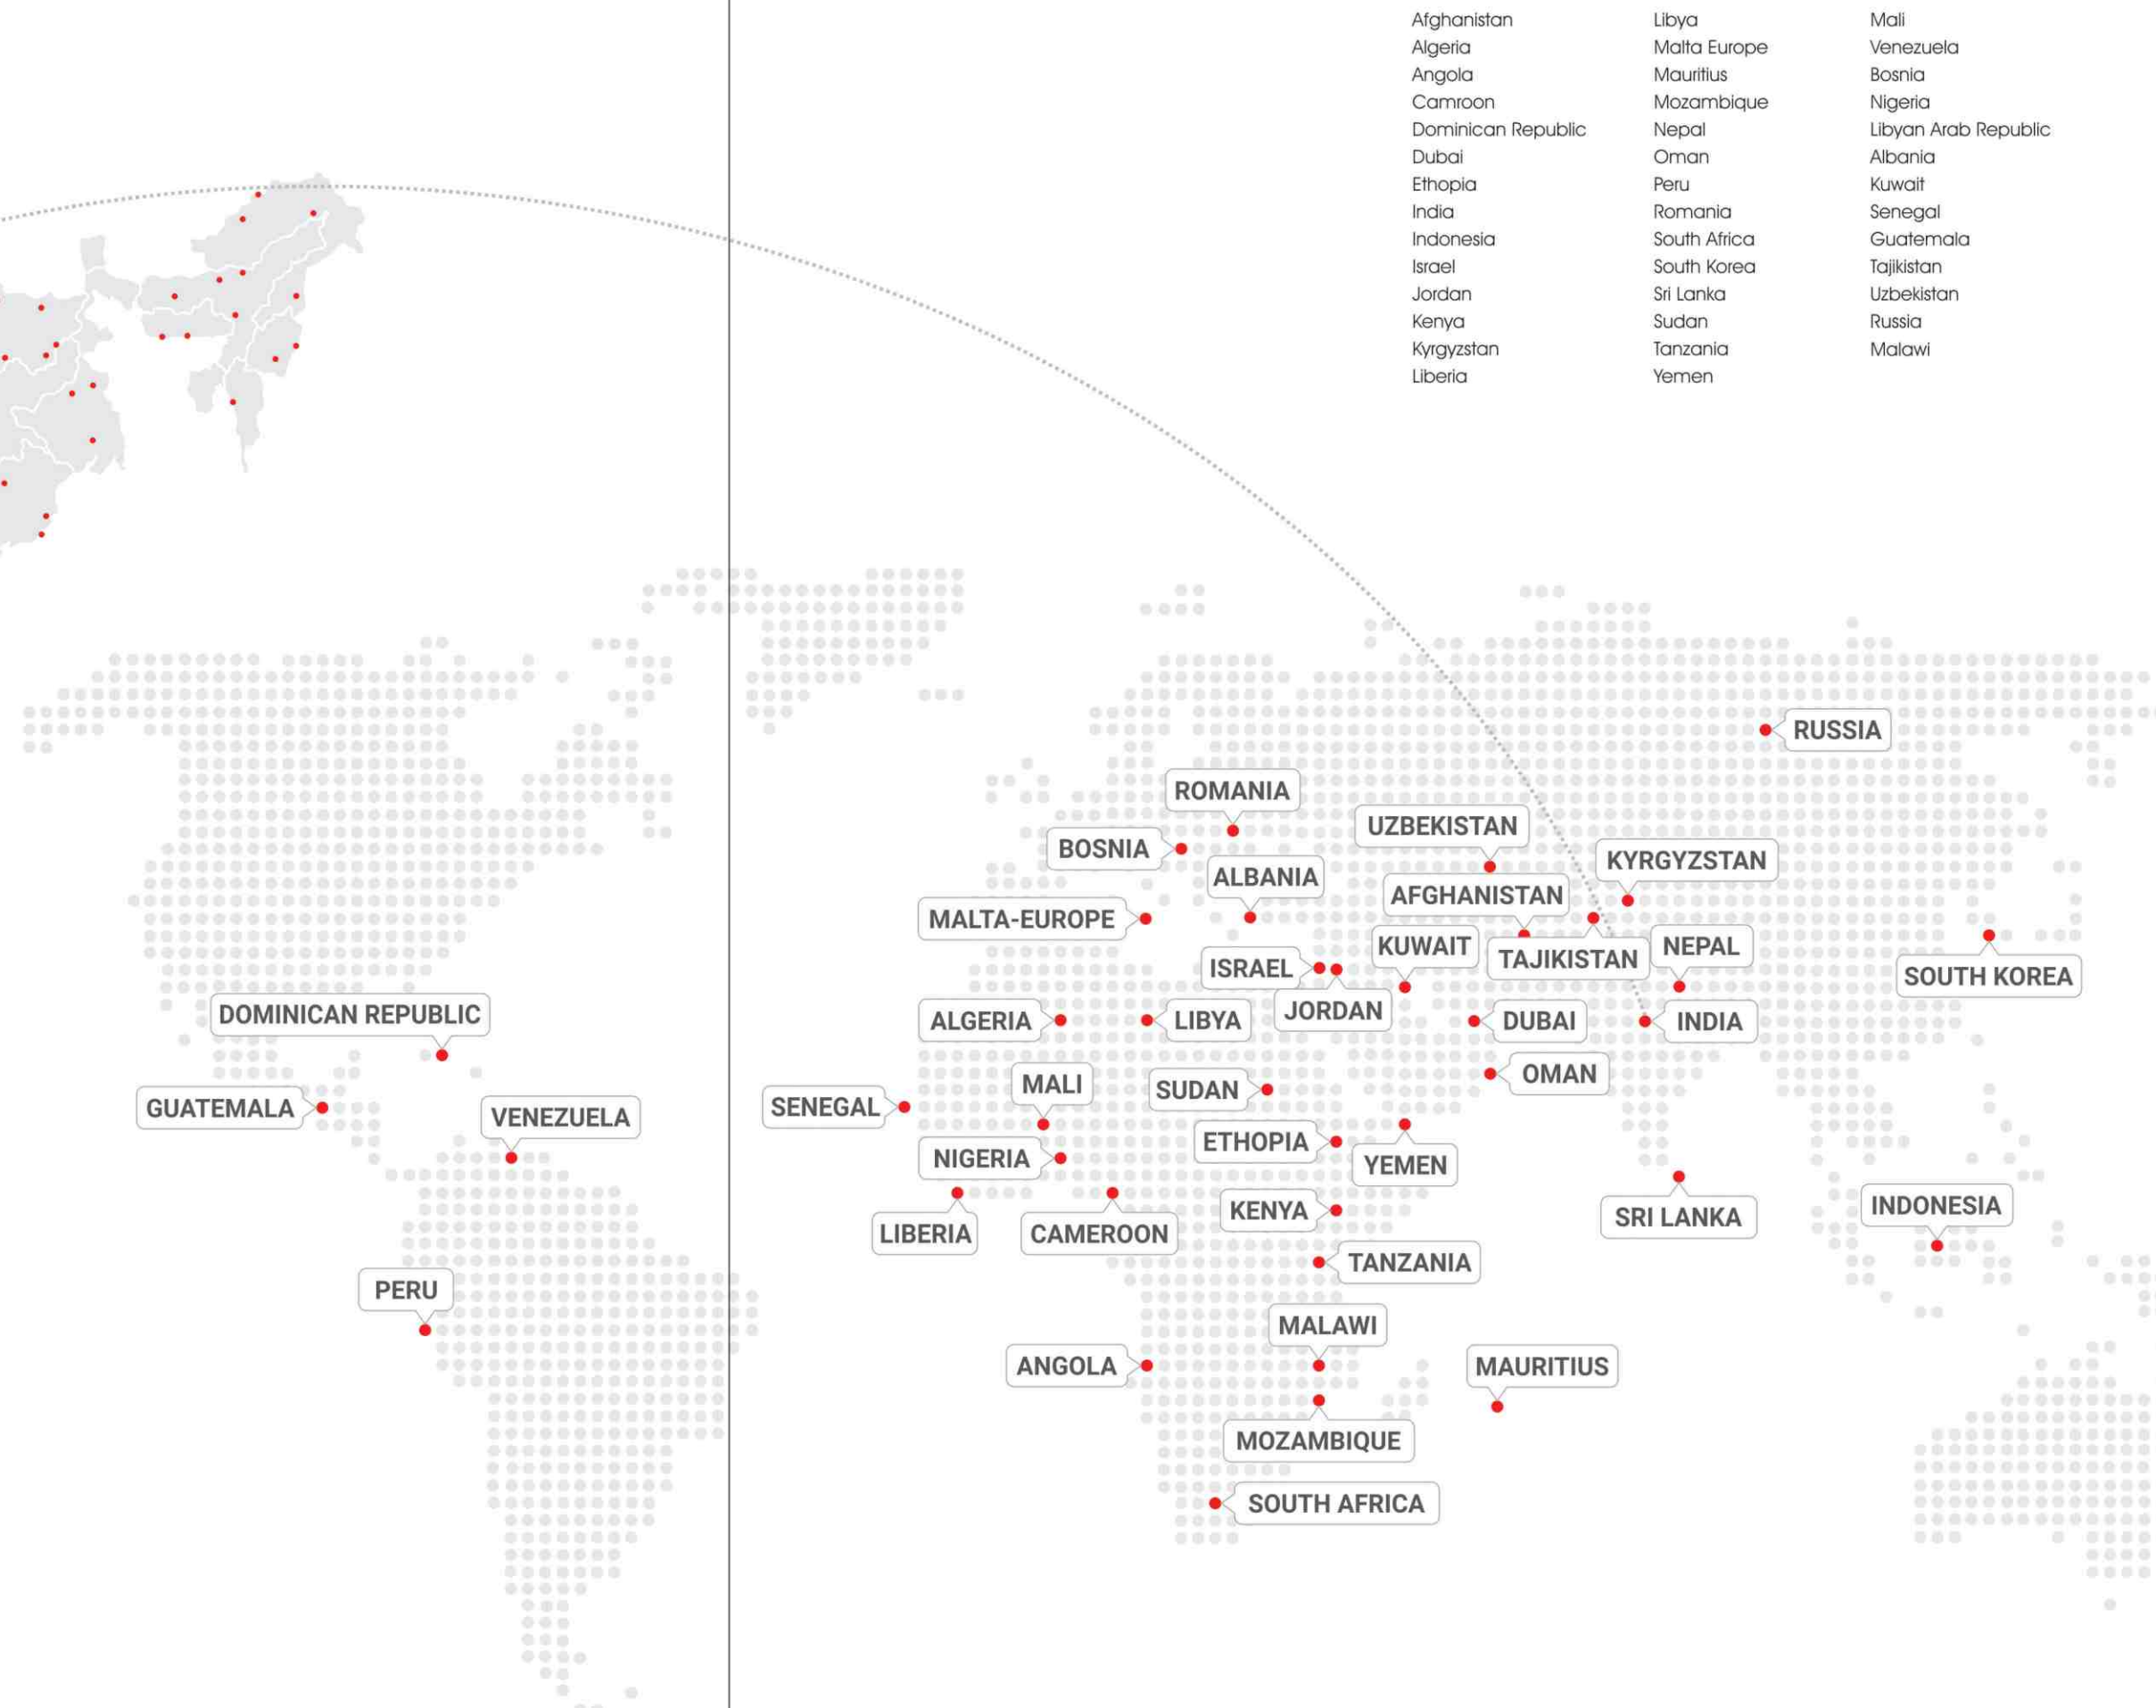 Afghanistan
Algeria
Angola
Camroon
Dominican Republic
Dubai
Ethopia
India
Indonesia
Israel
Jordan
Kenya
Kyrgyzstan
Liberia
Libya
Malta Europe
Mauritius
Mozambique
Nepal
Oman
Peru
Romania
South Africa
South Korea
Sri Lanka
Sudan
Tanzania
Yemen
Mali
Venezuela
Bosnia
Nigeria
Libyan Arab Republic
Albania
Kuwait
Senegal
Guatemala
Tajikistan
Uzbekistan
Russia
Malawi
RUSSIA
ROMANIA
UZBEKISTAN
BOSNIA
KYRGYZSTAN
ALBANIA
AFGHANISTAN
MALTA-EUROPE
KUWAIT
NEPAL
TAJIKISTAN
ISRAEL
SOUTH KOREA
JORDAN
DOMINICAN REPUBLIC
ALGERIA
LIBYA
DUBAI
INDIA
OMAN
MALI
SUDAN
GUATEMALA
SENEGAL
VENEZUELA
ETHOPIA
NIGERIA
YEMEN
INDONESIA
KENYA
SRI LANKA
LIBERIA
CAMEROON
TANZANIA
PERU
MALAWI
ANGOLA
MAURITIUS
MOZAMBIQUE
SOUTH AFRICA